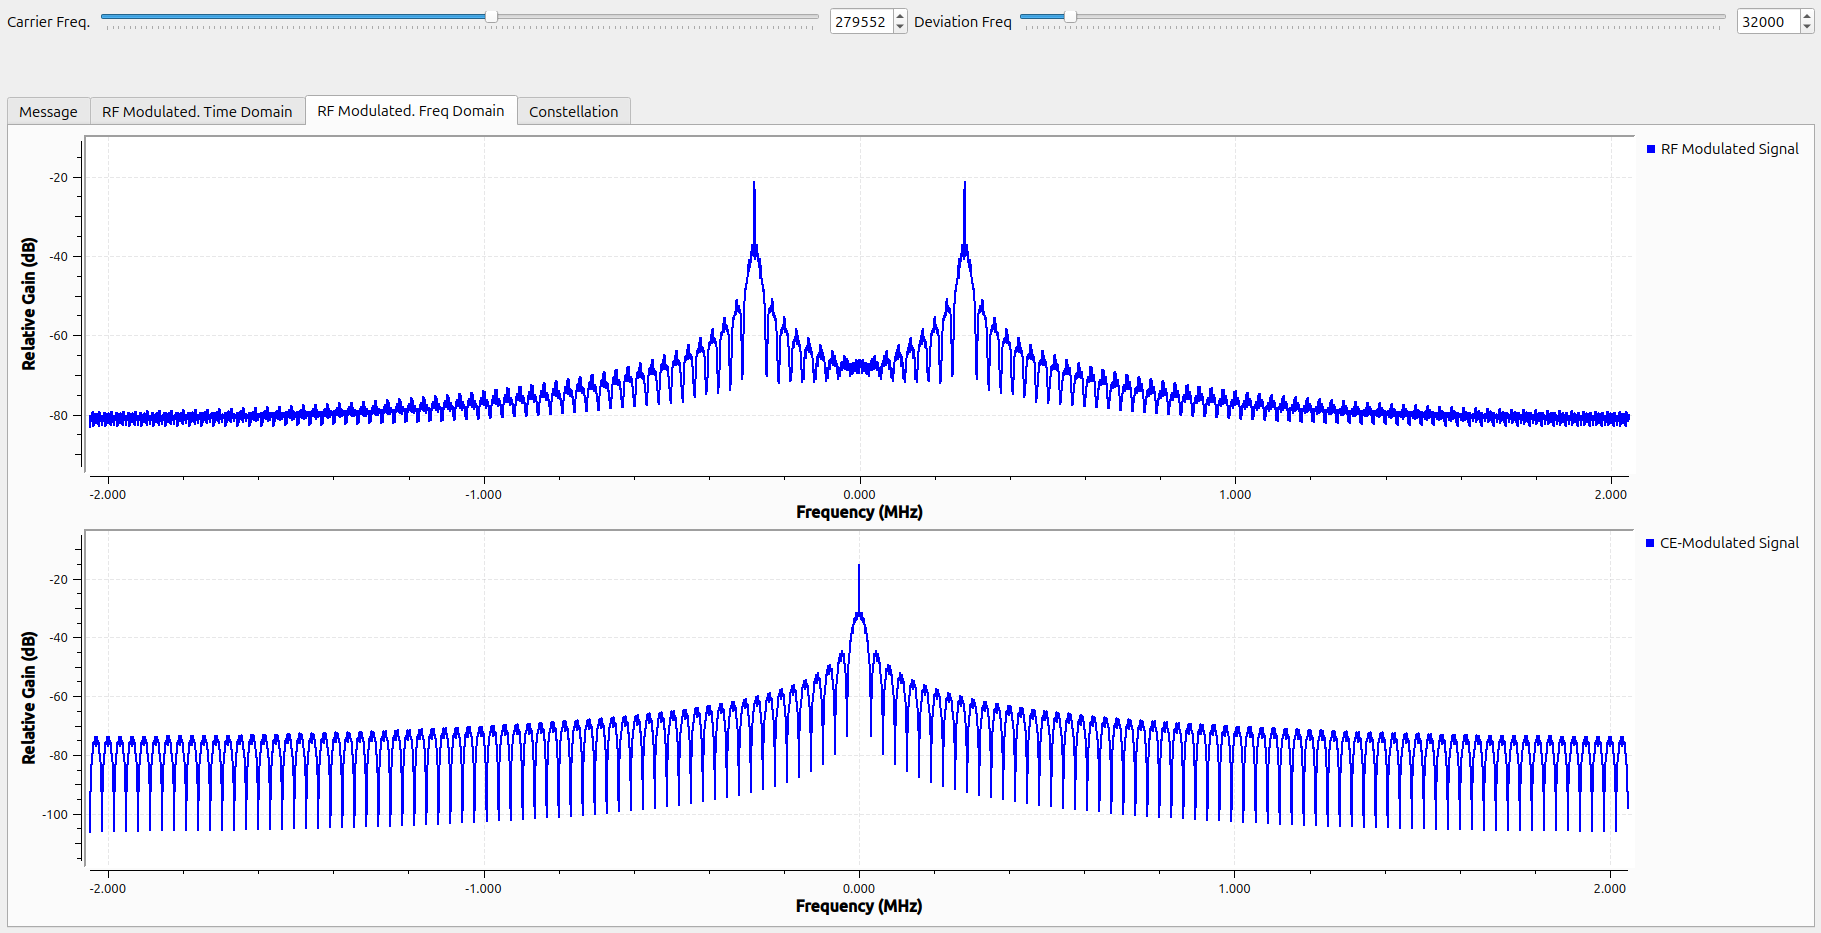 Carrier Freq. 279552 Deviation Freq 32000
Message RF Modulated. Time Domain RF Modulated. Freq Domain Constellation
RF Modulated Signal
Relative Gain (dB)
-20
-40
-60
-80
-2.000 -1.000 0.000 1.000 2.000
Frequency (MHz)
CE-Modulated Signal
Relative Gain (dB)
-20
-40
-60
-80
-100
-2.000 -1.000 0.000 1.000 2.000
Frequency (MHz)